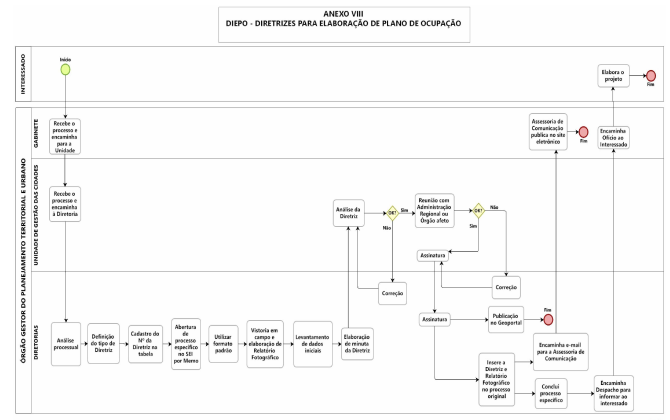 ANEXO VIII
DIEPO - DIRETRIZES PARA ELABORAÇÃO DE PLANO DE OCUPAÇÃO
INTERESSADO
Início
Elabora o
projeto
Fim
ÓRGÃO GESTOR DO PLANEJAMENTO TERRITORIAL E URBANO
GABINETE
Recebe o
processo e
encaminha
para a
Unidade
Assessoria de
Comunicação
publica no site
eletrônico
Fim
Encaminha
Ofício ao
Interessado
UNIDADE DE GESTÃO DAS CIDADES
Recebe o
processo e
encaminha
à Diretoria
Análise da
Diretriz
OK?
Sim
Não
Reunião com
Administração
Regional ou
Órgão afeto
OK?
Não
Sim
Assinatura
Correção
Correção
DIRETORIAS
Análise
processual
Definição
do tipo de
Diretriz
Cadastro do
Nº da
Diretriz na
tabela
Abertura
de
processo
específico
no SEI
por Memo
Utilizar
formato
padrão
Vistoria em
campo e
elaboração de
Relatório
Fotográfico
Levantamento
de dados
iniciais
Elaboração
de minuta
da Diretriz
Assinatura
Publicação
no Geoportal
Fim
Insere a
Diretriz e
Relatório
Fotográfico
no processo
original
Encaminha e-mail
para a Assessoria de
Comunicação
Conclui
processo
específico
Encaminha
Despacho para
informar ao
interessado